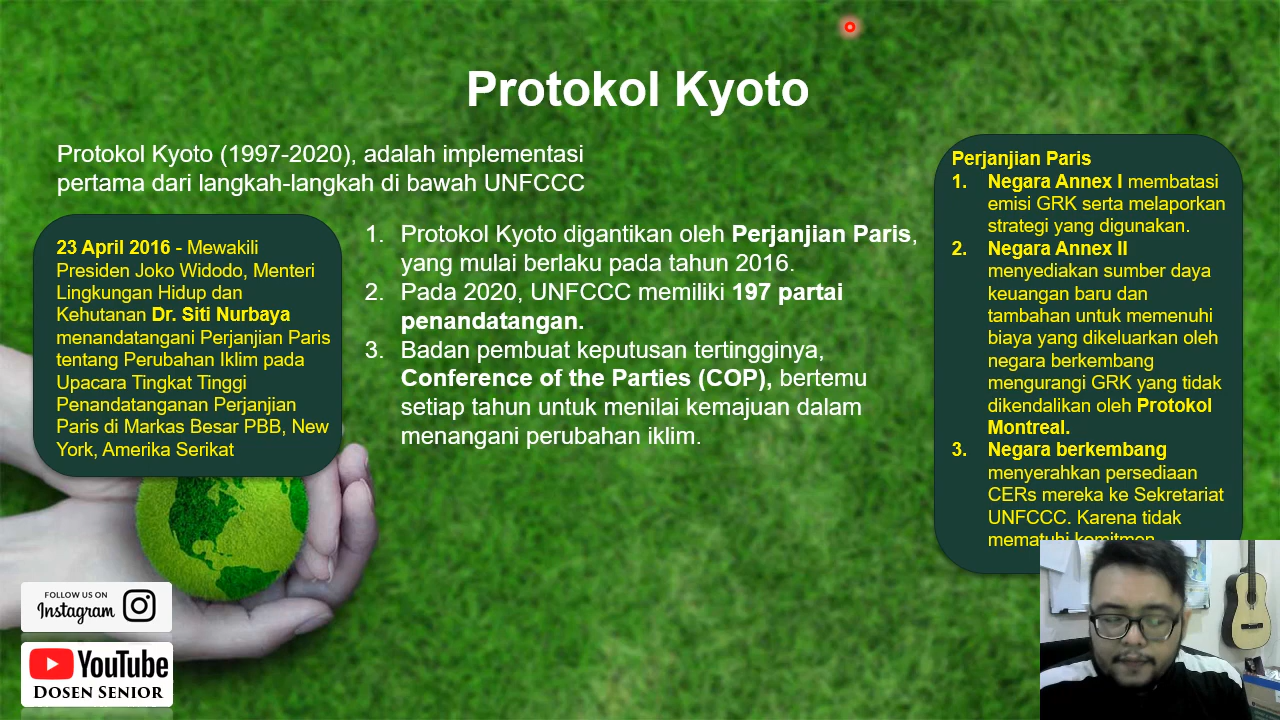 Protokol Kyoto
Protokol Kyoto (1997-2020), adalah implementasi
pertama dari langkah-langkah di bawah UNFCCC
23 April 2016 - Mewakili
Presiden Joko Widodo, Menteri
Lingkungan Hidup dan
Kehutanan Dr. Siti Nurbaya
menandatangani Perjanjian Paris
tentang Perubahan Iklim pada
Upacara Tingkat Tinggi
Penandatanganan Perjanjian
Paris di Markas Besar PBB, New
York, Amerika Serikat
1. Protokol Kyoto digantikan oleh Perjanjian Paris,
yang mulai berlaku pada tahun 2016.
2. Pada 2020, UNFCCC memiliki 197 partai
penandatangan.
3. Badan pembuat keputusan tertingginya,
Conference of the Parties (COP), bertemu
setiap tahun untuk menilai kemajuan dalam
menangani perubahan iklim.
Perjanjian Paris
1. Negara Annex I membatasi
emisi GRK serta melaporkan
strategi yang digunakan.
2. Negara Annex II
menyediakan sumber daya
keuangan baru dan
tambahan untuk memenuhi
biaya yang dikeluarkan oleh
negara berkembang
mengurangi GRK yang tidak
dikendalikan oleh Protokol
Montreal.
3. Negara berkembang
menyerahkan persediaan
CERs mereka ke Sekretariat
UNFCCC. Karena tidak
mematuhi komitmen
FOLLOW US ON
Instagram
YouTube
DOSEN SENIOR